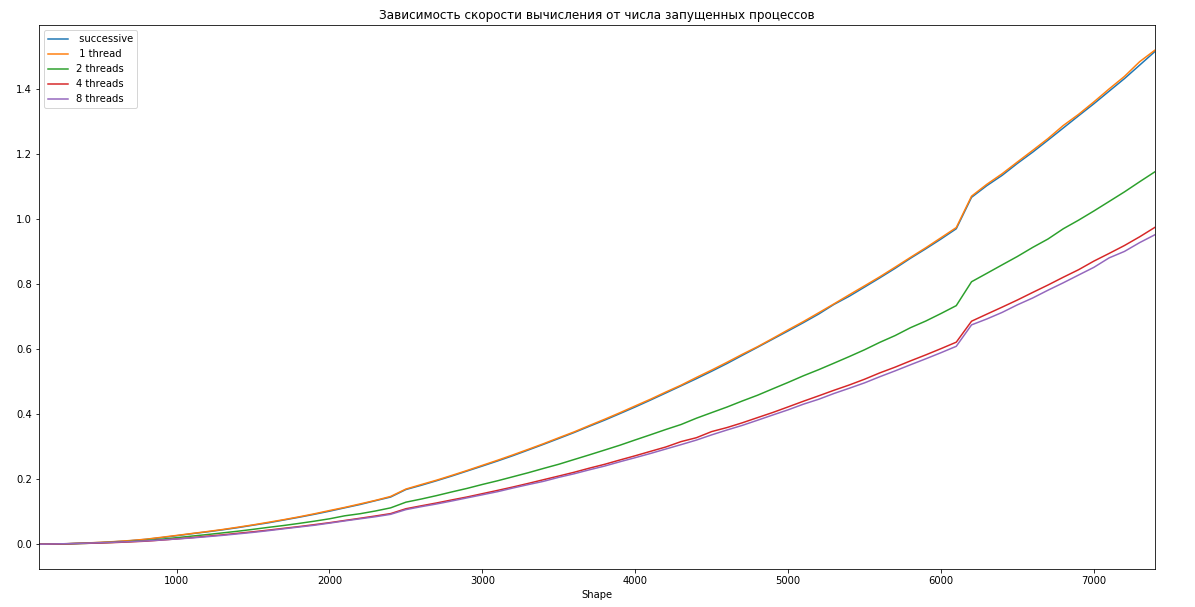 Зависимость скорости вычисления от числа запущенных процессов
successive
1 thread
2 threads
4 threads
8 threads
1.4
1.2
1.0
0.8
0.6
0.4
0.2
0.0
1000 2000 3000 4000 5000 6000 7000
Shape